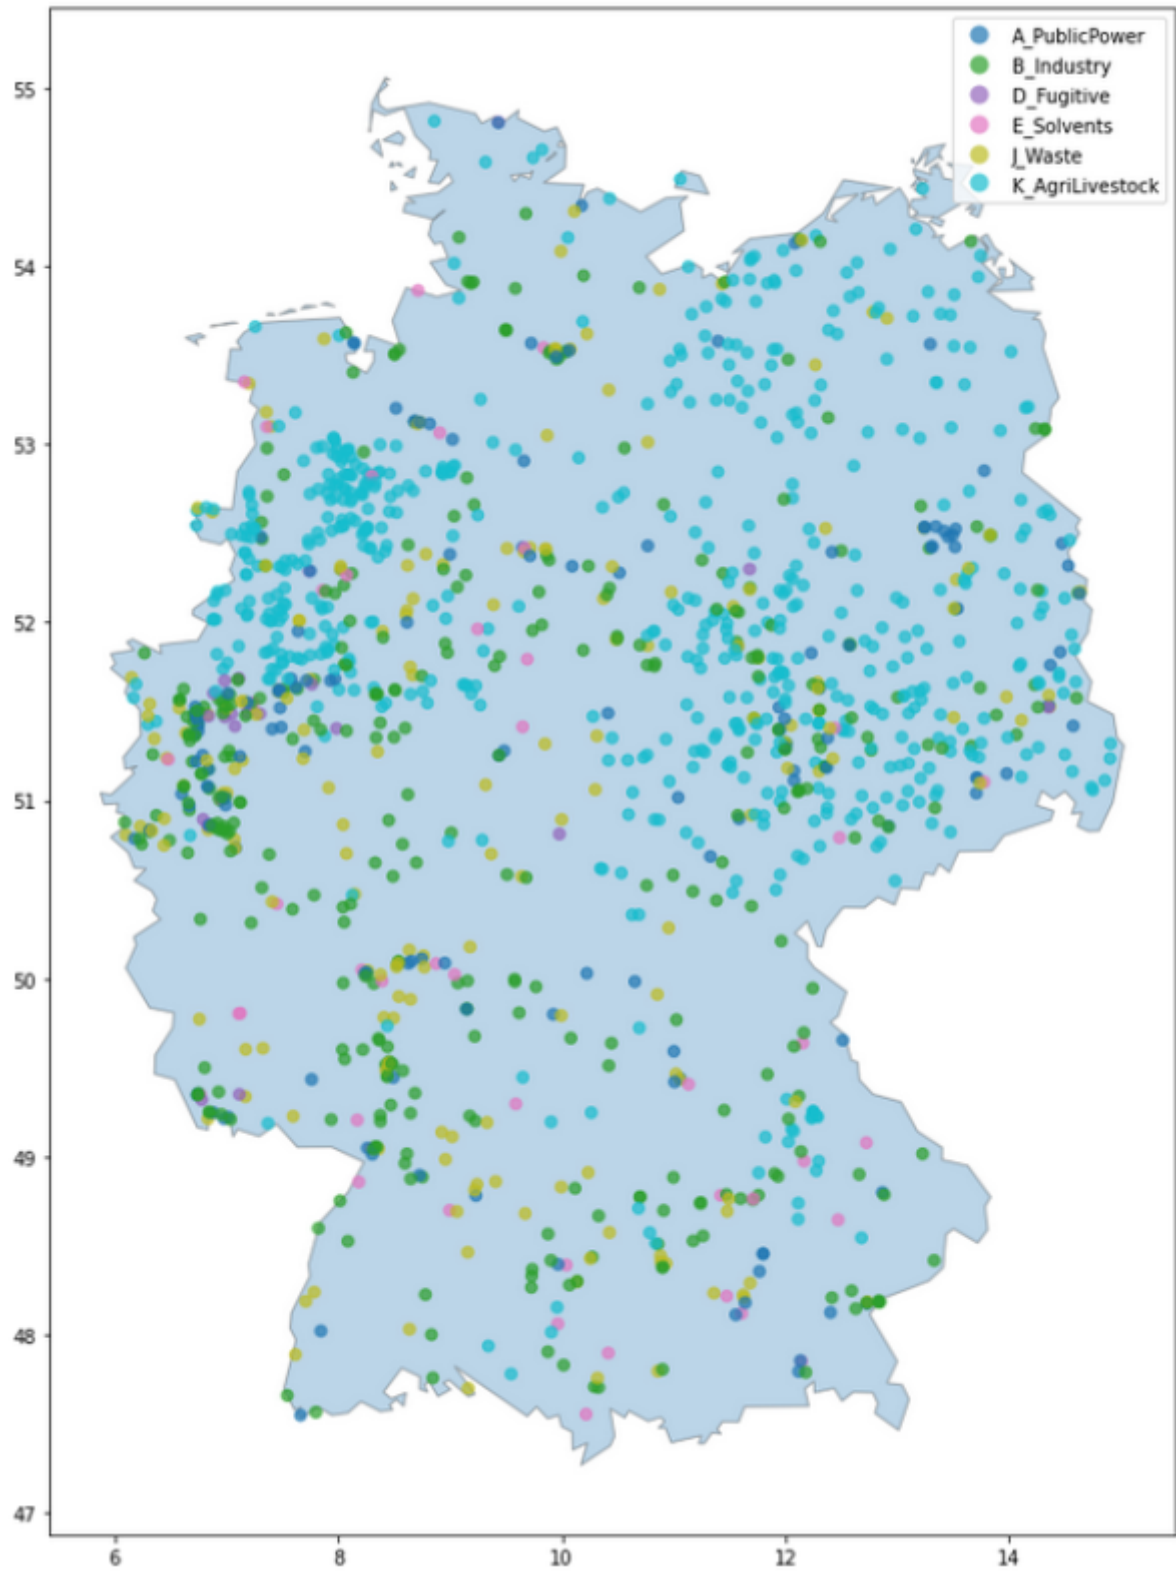 A_PublicPower
B_Industry
D_Fugitive
E_Solvents
J_Waste
K_AgriLivestock
55
54
53
52
51
50
49
48
47
6 8 10 12 14